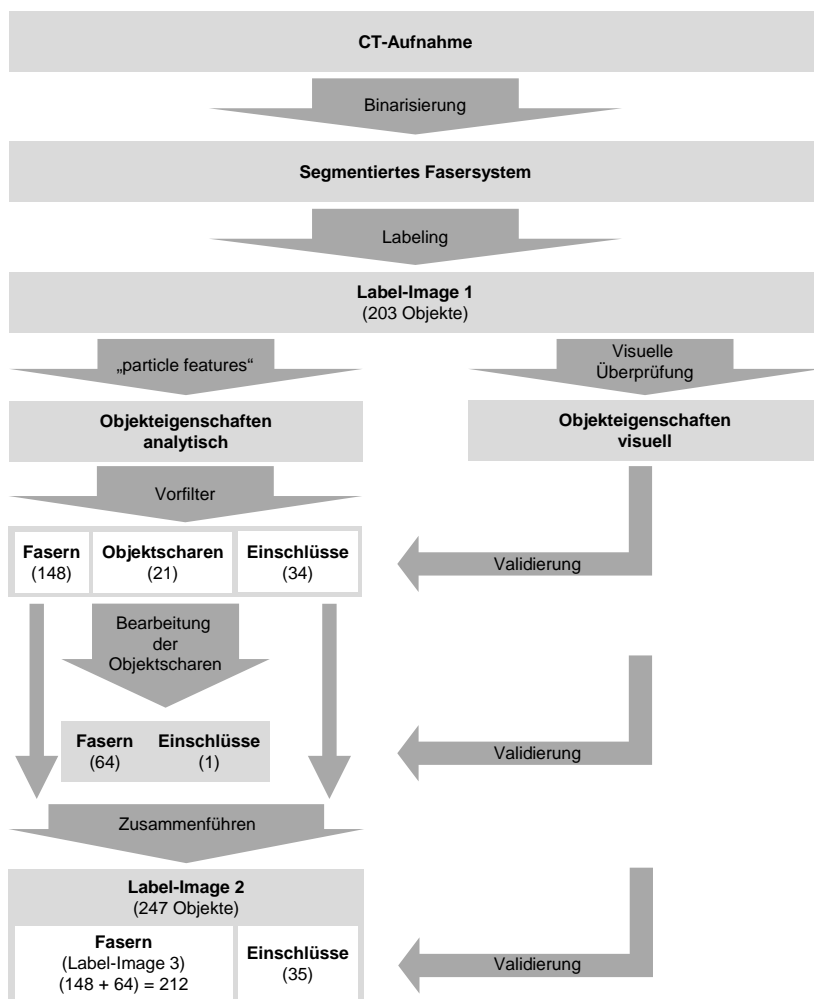 CT-Aufnahme
Binarisierung
Segmentiertes Fasersystem
Labeling
Label-Image 1
(203 Objekte)
„particle features“
Visuelle
Überprüfung
Objekteigenschaften
analytisch
Objekteigenschaften
visuell
Vorfilter
Fasern
(148)
Objektscharen
(21)
Einschlüsse
(34)
Validierung
Bearbeitung
der
Objektscharen
Fasern
(64)
Einschlüsse
(1)
Validierung
Zusammenführen
Label-Image 2
(247 Objekte)
Fasern
(Label-Image 3)
(148 + 64) = 212
Einschlüsse
(35)
Validierung